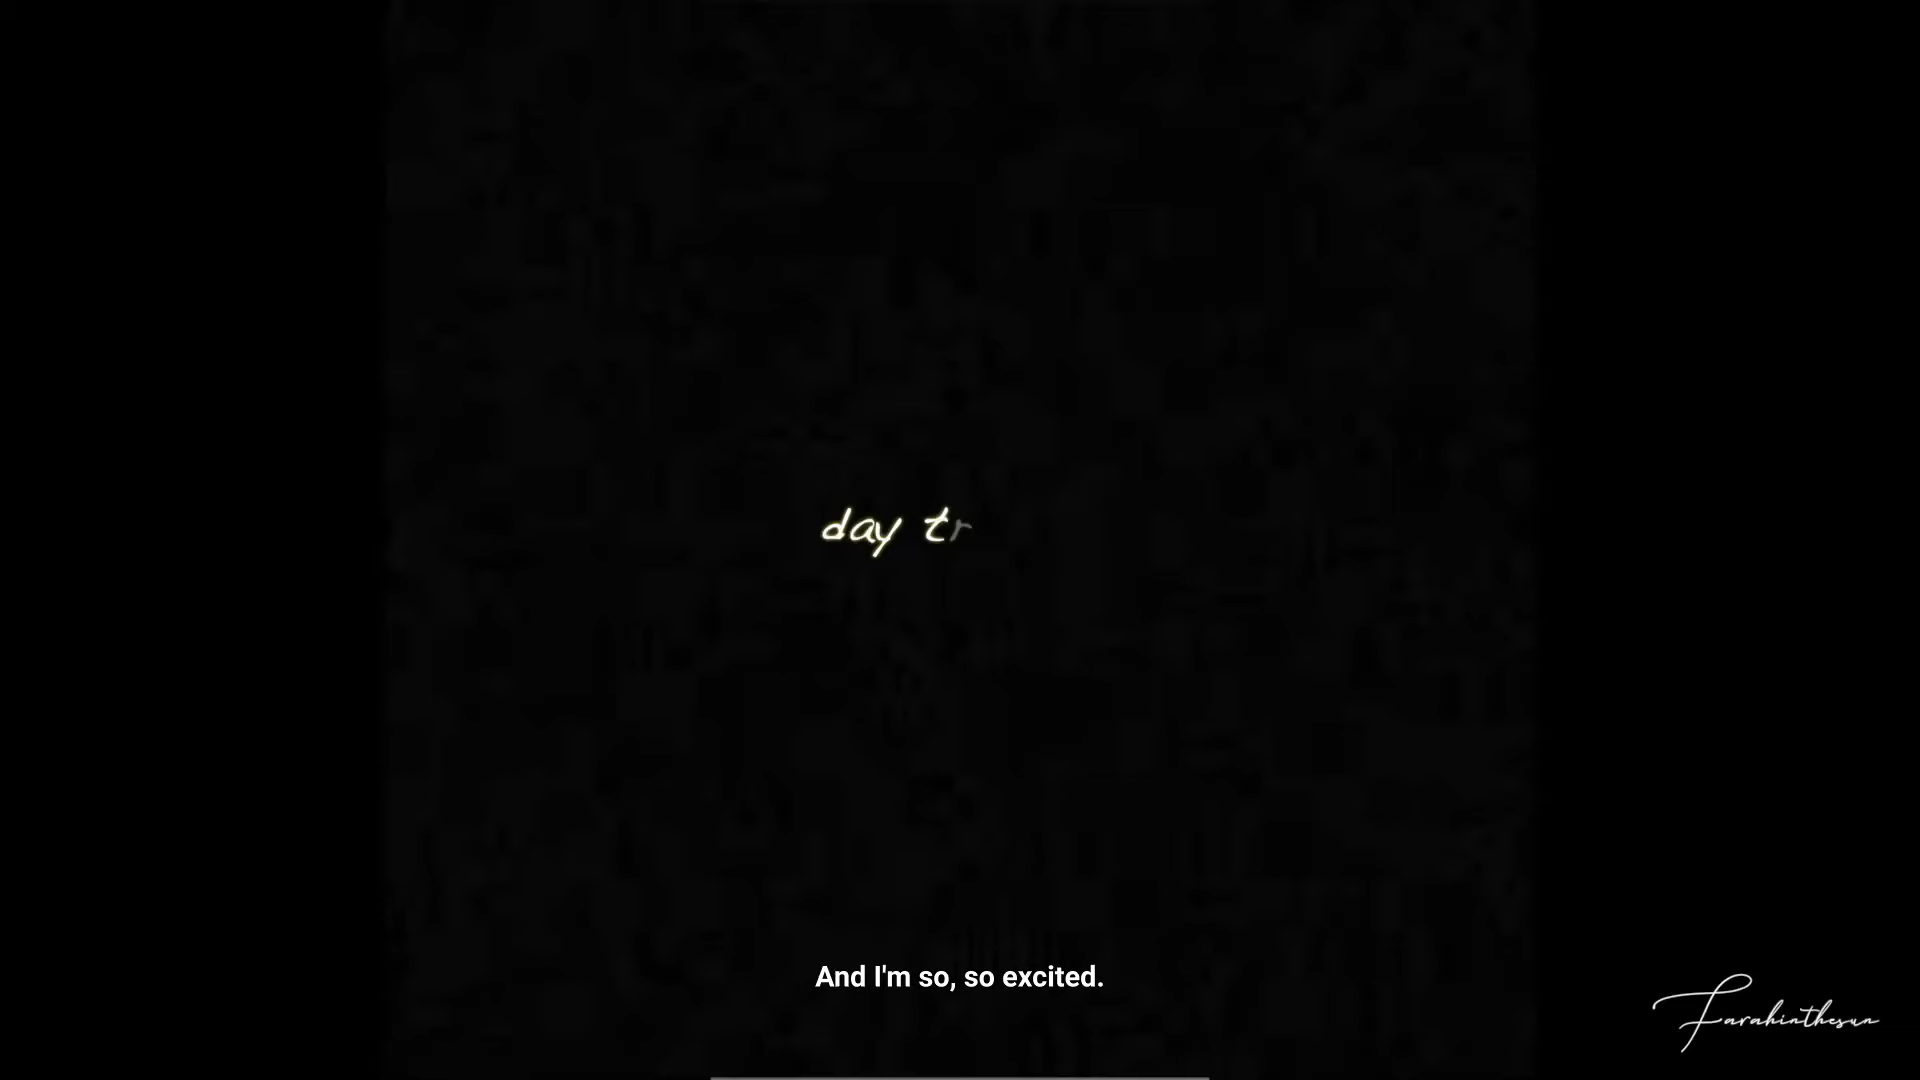 day tr
And I'm so, so excited.
Farahinthesun